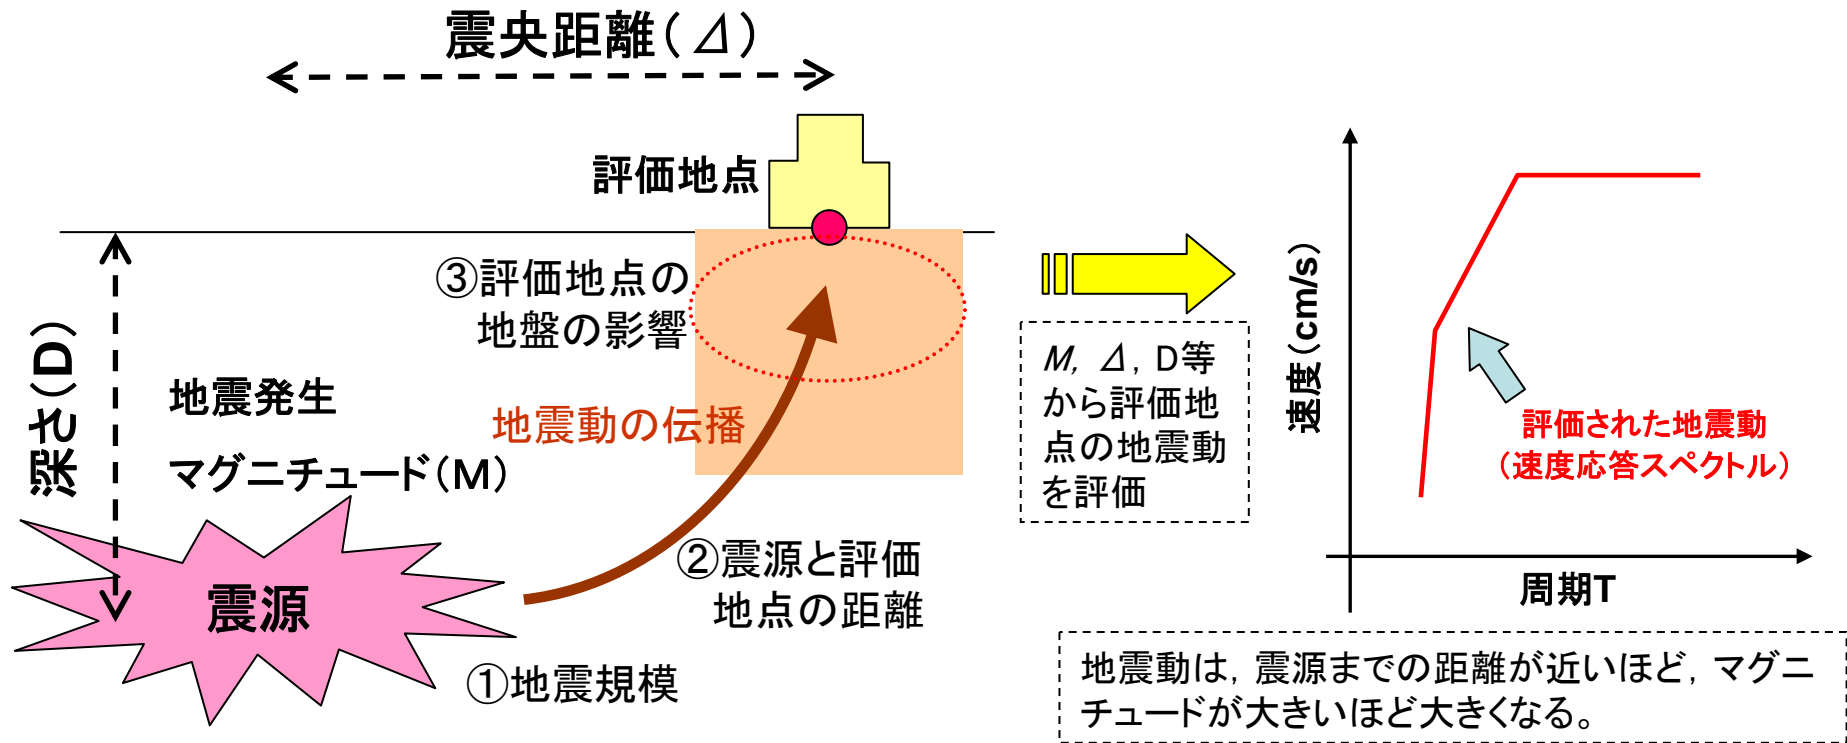 震央距離(Δ)
評価地点
③評価地点の
地盤の影響
深さ(D)
地震発生
マグニチュード(M)
地震動の伝播
震源
②震源と評価
地点の距離
①地震規模
M, Δ, D等
から評価地
点の地震動
を評価
速度(cm/s)
評価された地震動
(速度応答スペクトル)
周期T
地震動は, 震源までの距離が近いほど, マグニ
チュードが大きいほど大きくなる。